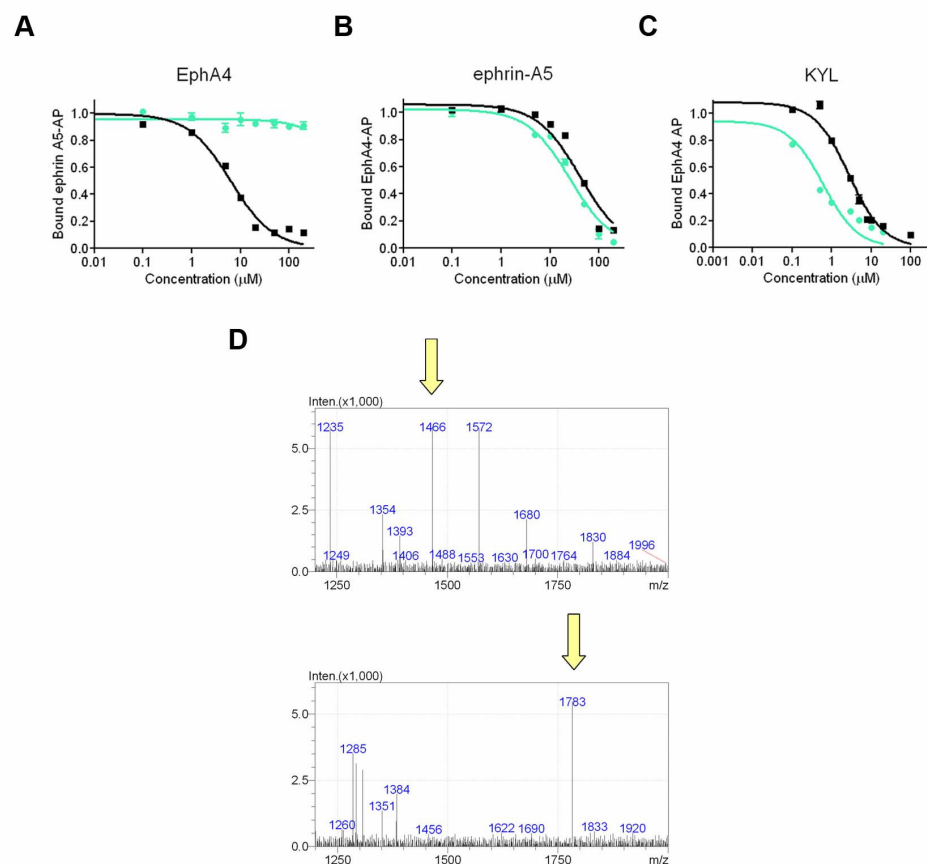 A
B
C
EphA4
ephrin-A5
KYL
Bound ephrin A5-AP
1.0
0.8
0.6
0.4
0.2
0.0
0.01 0.1 1 10 100
Concentration (µM)
Bound EphA4-AP
1.0
0.8
0.6
0.4
0.2
0.0
0.01 0.1 1 10 100
Concentration (µM)
Bound EphA4 AP
1.0
0.8
0.6
0.4
0.2
0.0
0.001 0.01 0.1 1 10 100
Concentration (µM)
D
Inten.(x1,000)
5.0
2.5
0.0
1235
1466
1572
1354
1680
1393
1830
1996
1249
1406
1488
1553
1630
1700
1764
1884
1250 1500 1750 m/z
Inten.(x1,000)
5.0
2.5
0.0
1783
1285
1384
1351
1260
1456
1622
1690
1833
1920
1250 1500 1750 m/z